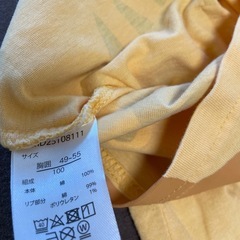 D25108111
サイズ
胸囲 49-55
100
組成
本体 綿 100%
綿 99%
リブ部分 ポリウレタン 1%